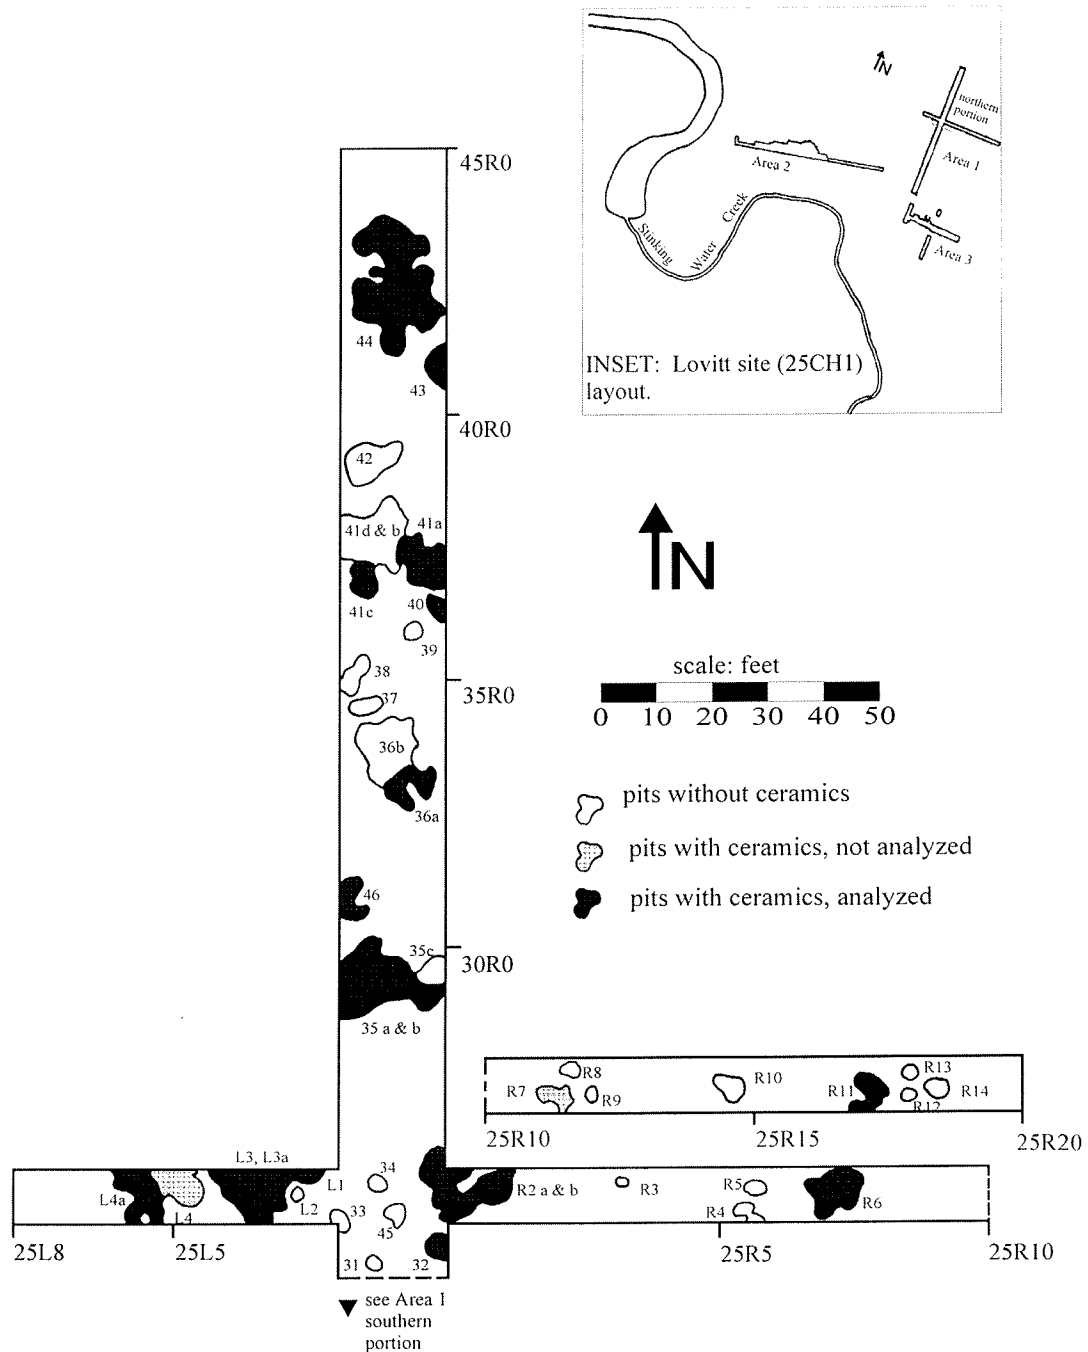 N
northern
portion
Area 1
Area 2
Area 3
Stinking
Water
Creek
INSET: Lovitt site (25CH1)
layout.
45R0
44
43
40R0
42
41d & b
41a
41c
40
39
38
37
35R0
36b
36a
46
35c
30R0
35 a & b
N
scale: feet
0 10 20 30 40 50
pits without ceramics
pits with ceramics, not analyzed
pits with ceramics, analyzed
R8
R7
R9
R10
R11
R13
R12
R14
25R10
25R15
25R20
L3, L3a
L4a
L4
L1
L2
34
33
45
31
32
R2 a & b
R3
R5
R4
R6
25L8
25L5
25R5
25R10
see Area 1
southern
portion